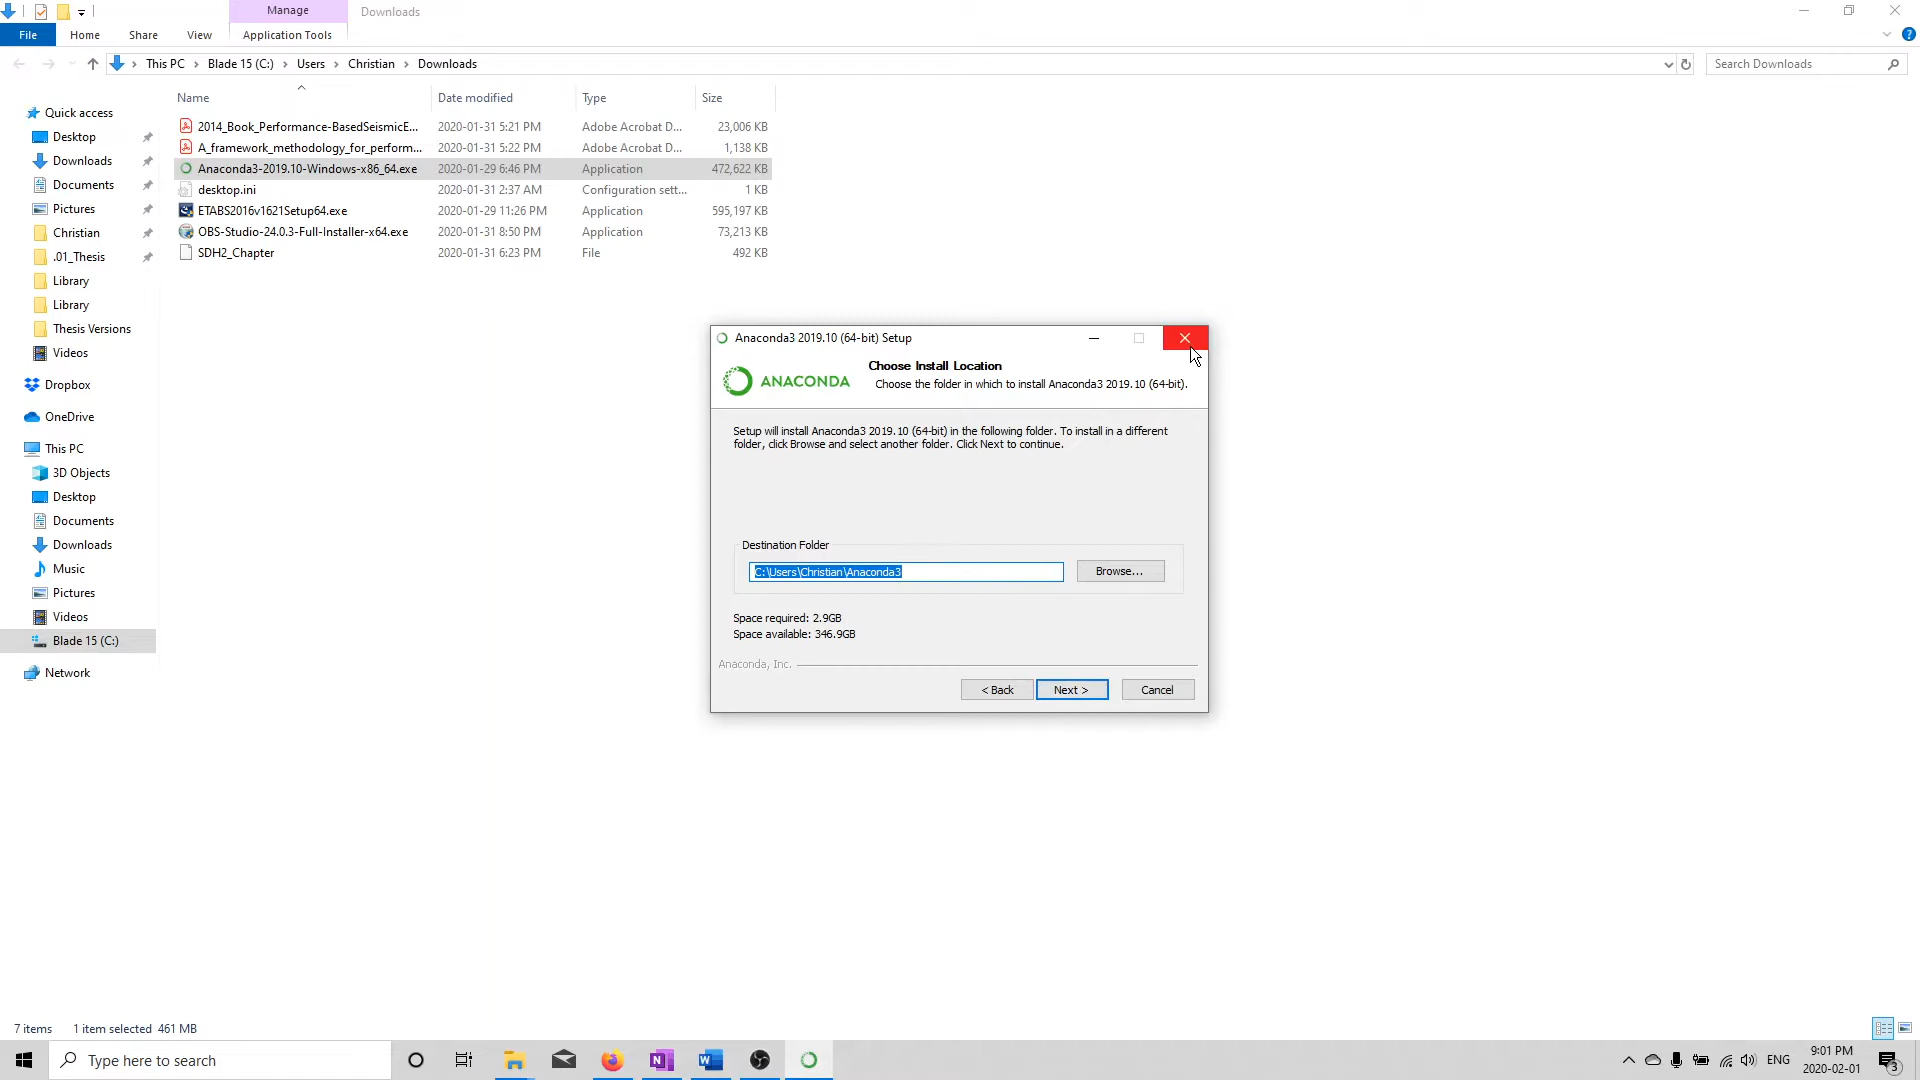 Manage
Downloads
File
Home
Share
View
Application Tools
This PC
Blade 15 (C:)
Users
Christian
Downloads
Search Downloads
Name
Date modified
Type
Size
Quick access
Desktop
Downloads
Documents
Pictures
Christian
.01_Thesis
Library
Library
Thesis Versions
Videos
Dropbox
OneDrive
This PC
3D Objects
Desktop
Documents
Downloads
Music
Pictures
Videos
Blade 15 (C:)
Network
2014_Book_Performance-BasedSeismicE... 2020-01-31 5:21 PM Adobe Acrobat D... 23,006 KB
A_framework_methodology_for_perform... 2020-01-31 5:22 PM Adobe Acrobat D... 1,138 KB
Anaconda3-2019.10-Windows-x86_64.exe 2020-01-29 6:46 PM Application 472,622 KB
desktop.ini 2020-01-31 2:37 AM Configuration sett... 1 KB
ETABS2016v1621Setup64.exe 2020-01-29 11:26 PM Application 595,197 KB
OBS-Studio-24.0.3-Full-Installer-x64.exe 2020-01-31 8:50 PM Application 73,213 KB
SDH2_Chapter 2020-01-31 6:23 PM File 492 KB
Anaconda3 2019.10 (64-bit) Setup
ANACONDA
Choose Install Location
Choose the folder in which to install Anaconda3 2019.10 (64-bit).
Setup will install Anaconda3 2019.10 (64-bit) in the following folder. To install in a different
folder, click Browse and select another folder. Click Next to continue.
Destination Folder
C:\Users\Christian\Anaconda3
Browse...
Space required: 2.9GB
Space available: 346.9GB
Anaconda, Inc.
< Back
Next >
Cancel
7 items 1 item selected 461 MB
Type here to search
ENG
9:01 PM
2020-02-01
3